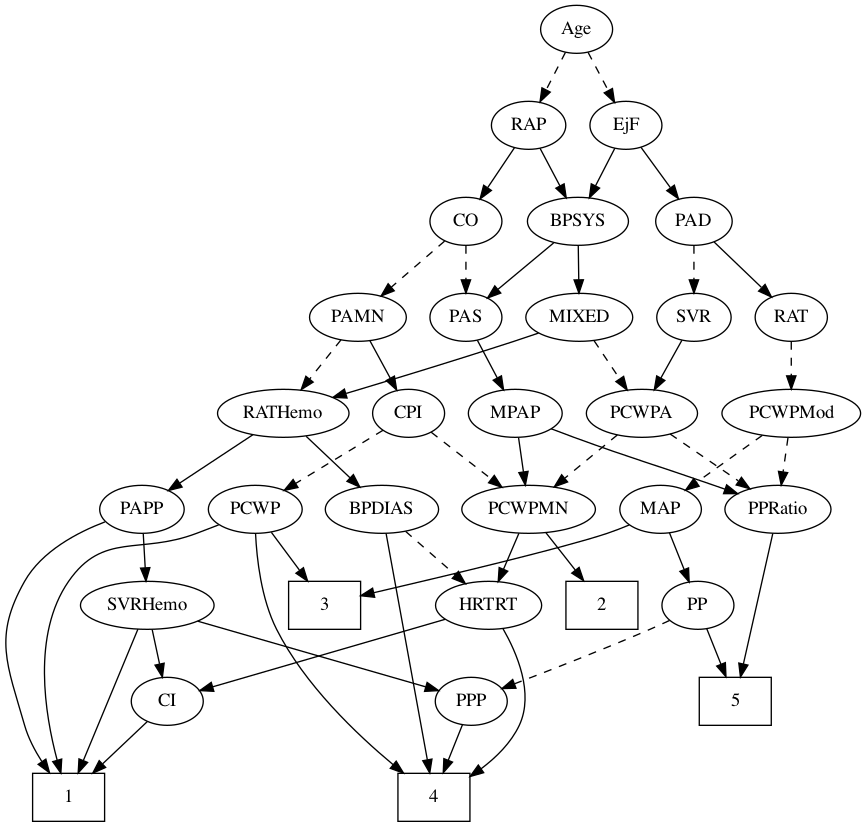 Age
RAP
EjF
CO
BPSYS
PAD
PAMN
PAS
MIXED
SVR
RAT
RATHemo
CPI
MPAP
PCWPA
PCWPMod
PAPP
PCWP
BPDIAS
PCWPMN
MAP
PPRatio
SVRHemo
3
HRTRT
2
PP
CI
PPP
5
1
4